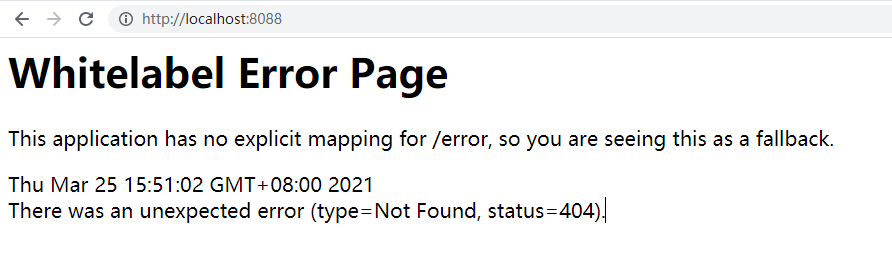 http://localhost:8088
Whitelabel Error Page
This application has no explicit mapping for /error, so you are seeing this as a fallback.
Thu Mar 25 15:51:02 GMT+08:00 2021
There was an unexpected error (type=Not Found, status=404).